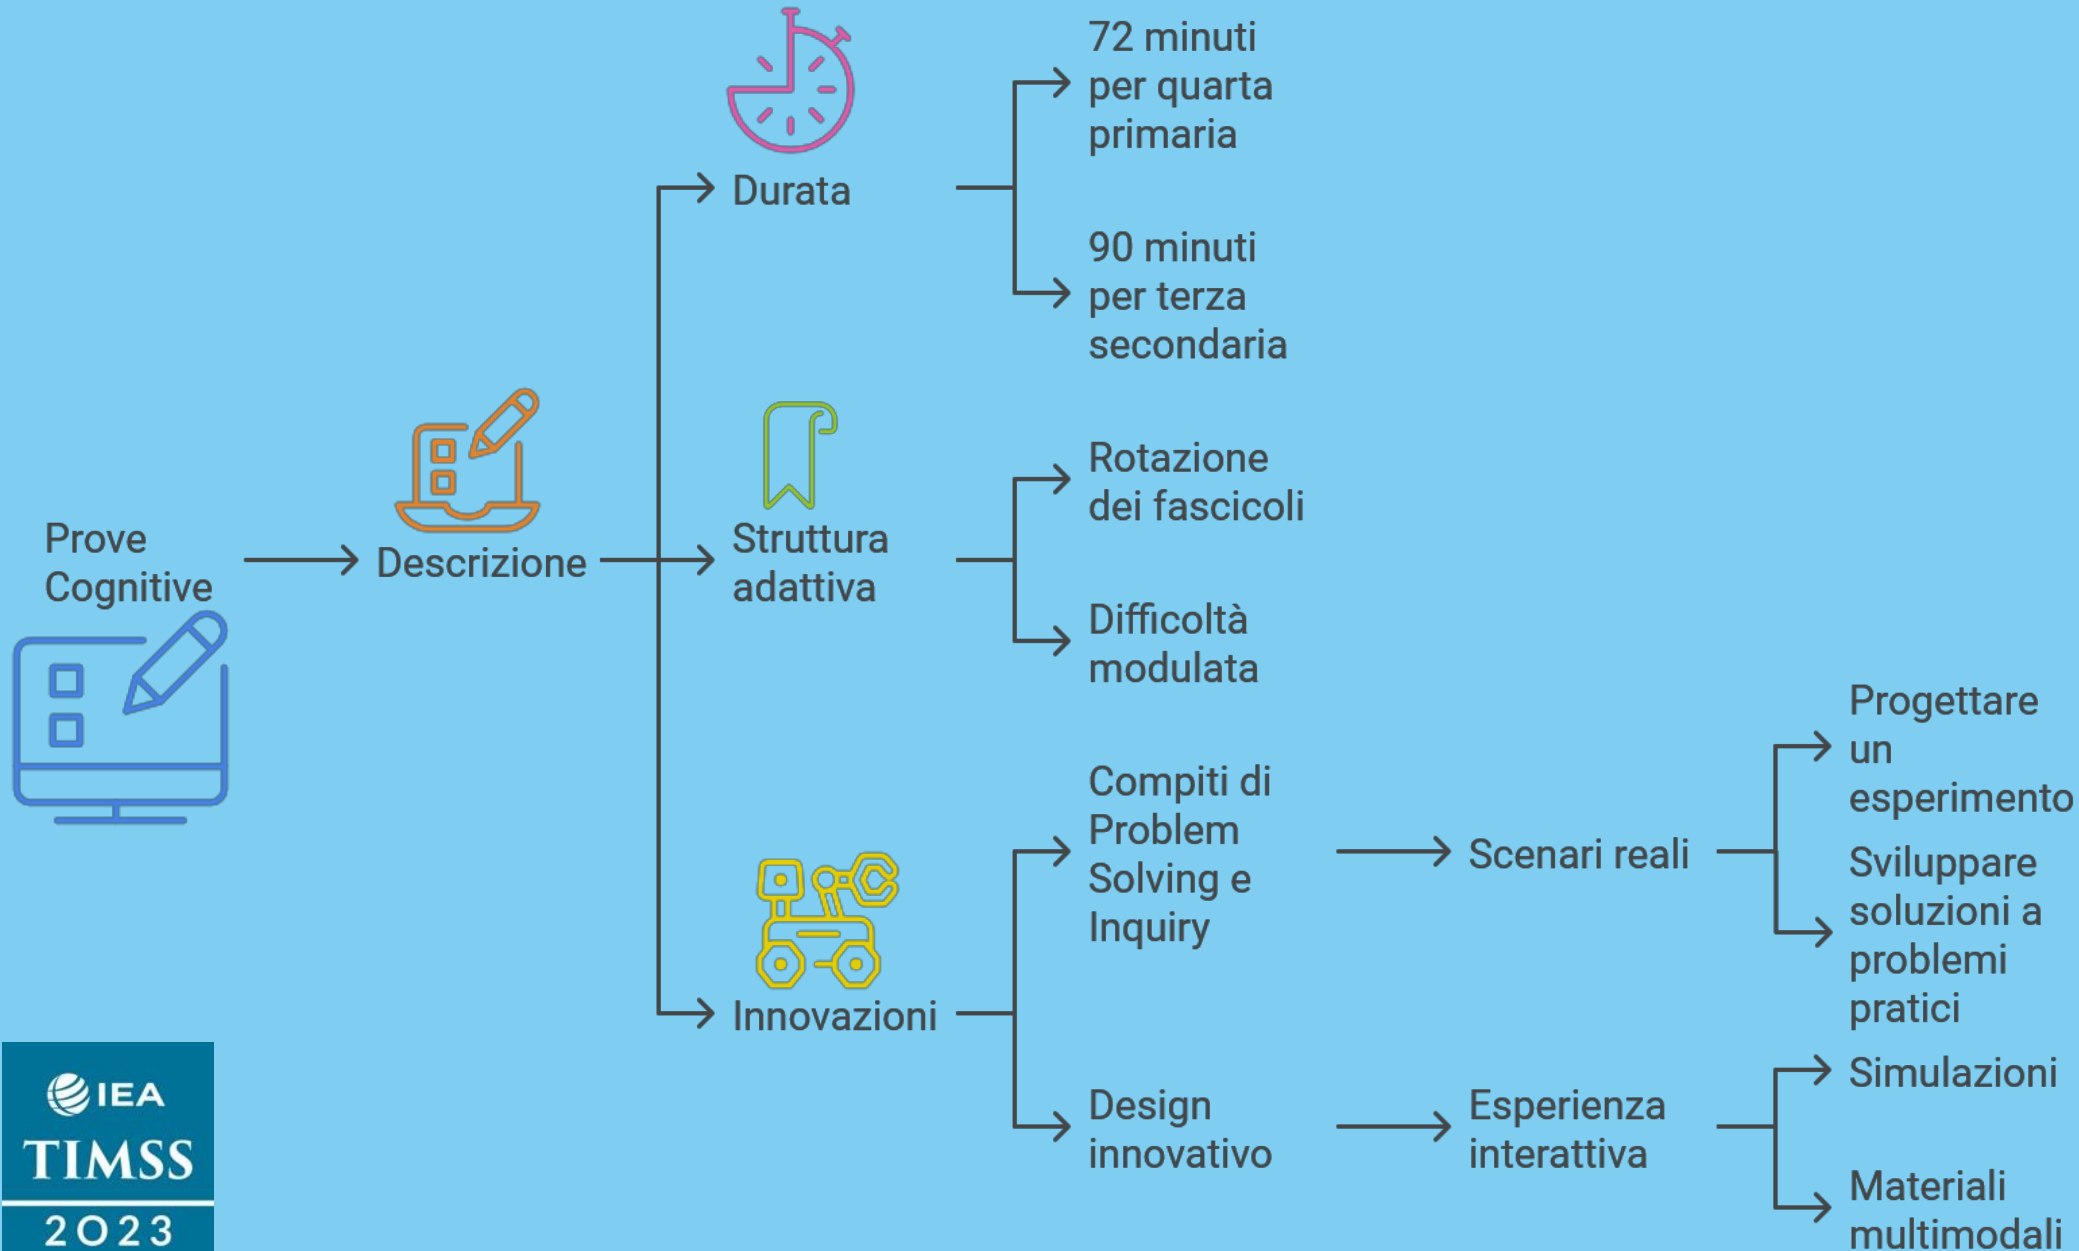 72 minuti
per quarta
primaria
Durata
90 minuti
per terza
secondaria
Rotazione
dei fascicoli
Prove
Cognitive
Descrizione
Struttura
adattiva
Difficoltà
modulata
Compiti di
Problem
Solving e
Inquiry
Scenari reali
Progettare
un
esperimento
Sviluppare
soluzioni a
problemi
pratici
Innovazioni
Design
innovativo
Esperienza
interattiva
Simulazioni
Materiali
multimodali
IEA
TIMSS
2023